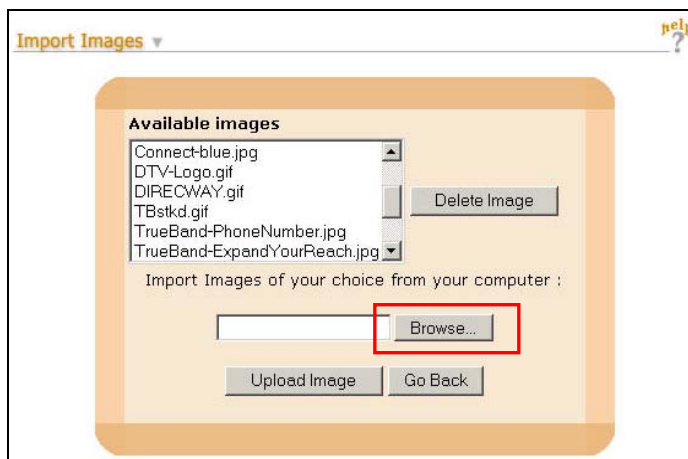 Import Images
help
?
Available images
Connect-blue.jpg
DTV-Logo.gif
DIRECWAY.gif
TBstkd.gif
TrueBand-PhoneNumber.jpg
TrueBand-ExpandYourReach.jpg
Delete Image
Import Images of your choice from your computer :
Browse...
Upload Image Go Back